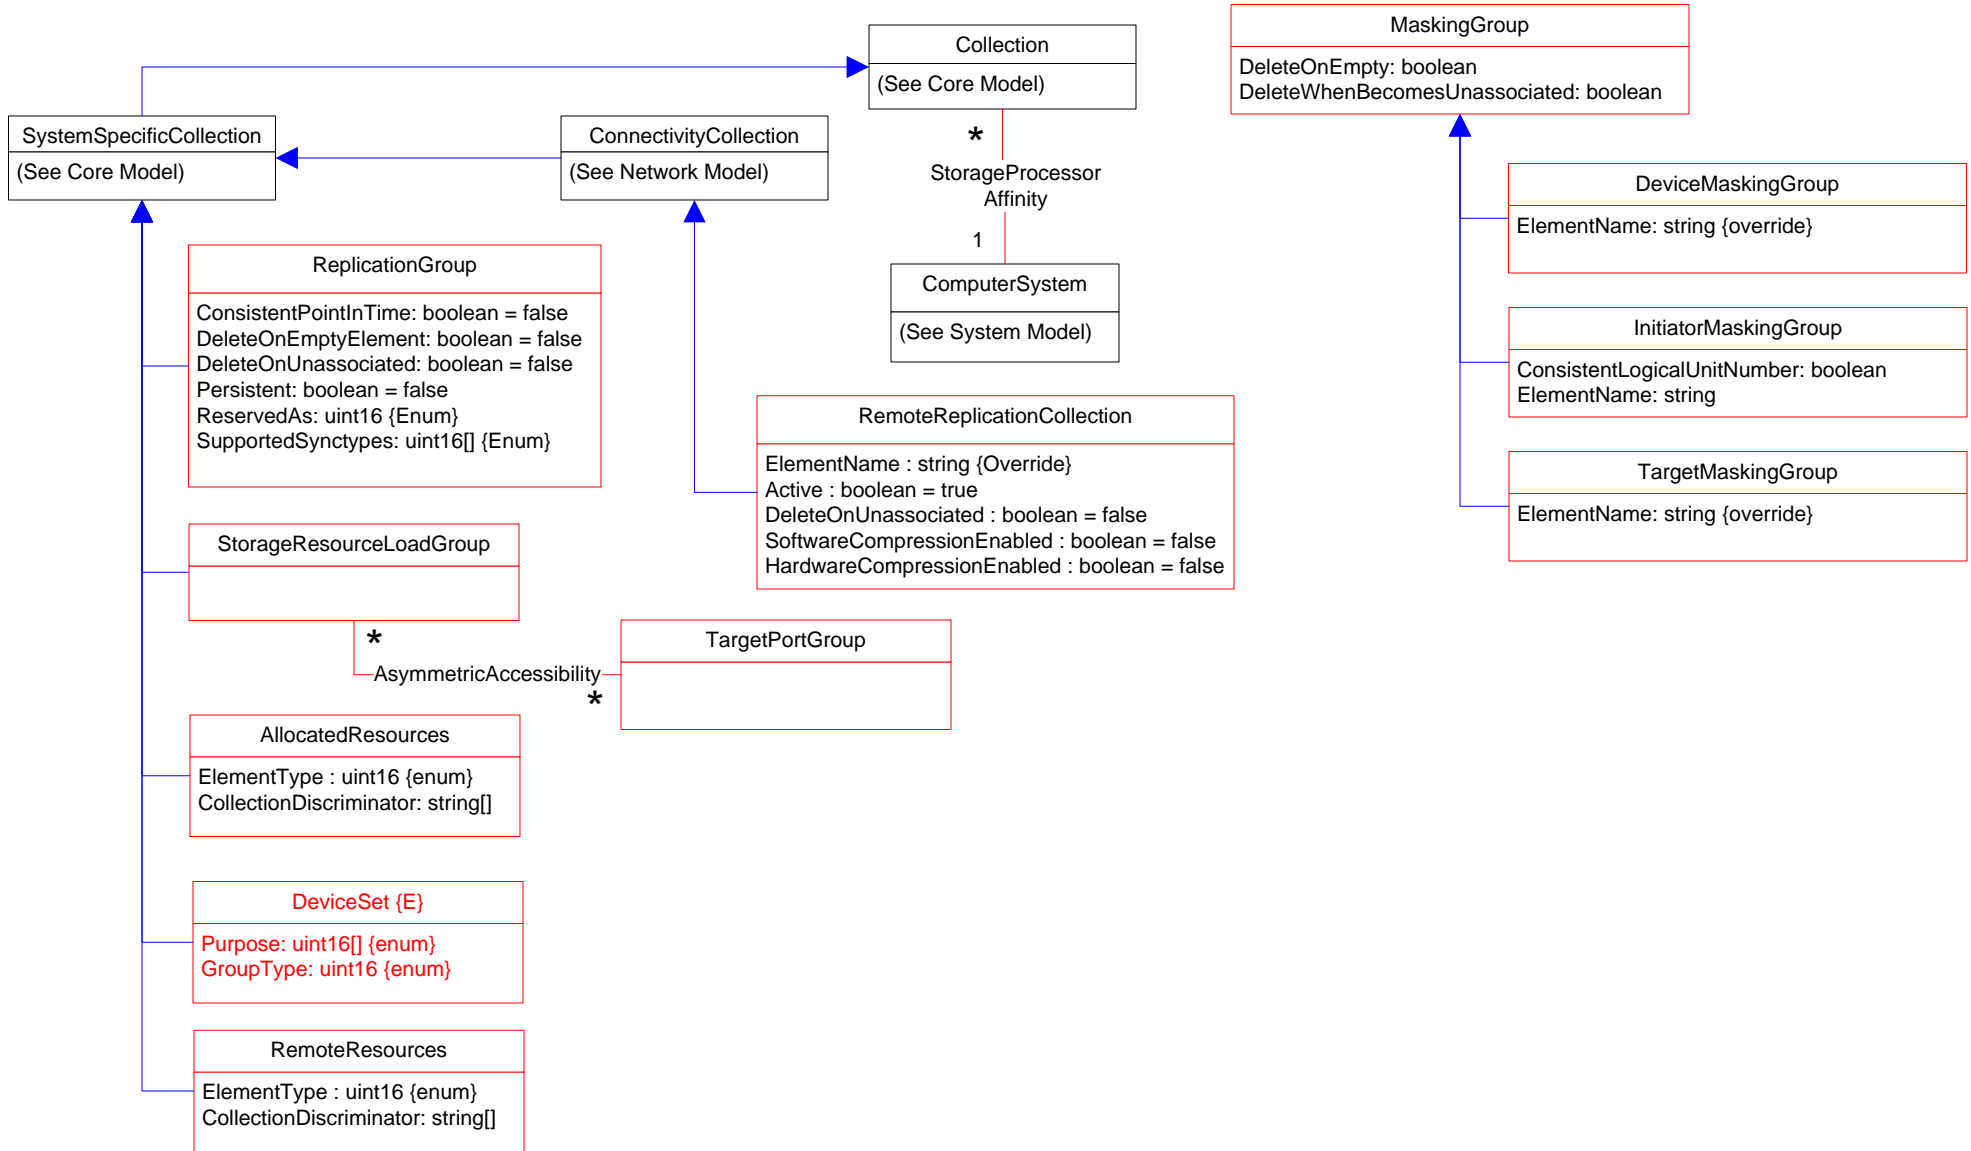 Collection
(See Core Model)
MaskingGroup
DeleteOnEmpty: boolean
DeleteWhenBecomesUnassociated: boolean
SystemSpecificCollection
(See Core Model)
ConnectivityCollection
(See Network Model)
*
StorageProcessor
Affinity
1
ComputerSystem
(See System Model)
DeviceMaskingGroup
ElementName: string {override}
InitiatorMaskingGroup
ConsistentLogicalUnitNumber: boolean
ElementName: string
TargetMaskingGroup
ElementName: string {override}
ReplicationGroup
ConsistentPointInTime: boolean = false
DeleteOnEmptyElement: boolean = false
DeleteOnUnassociated: boolean = false
Persistent: boolean = false
ReservedAs: uint16 {Enum}
SupportedSynctypes: uint16[] {Enum}
RemoteReplicationCollection
ElementName : string {Override}
Active : boolean = true
DeleteOnUnassociated : boolean = false
SoftwareCompressionEnabled : boolean = false
HardwareCompressionEnabled : boolean = false
StorageResourceLoadGroup
*
AsymmetricAccessibility
*
TargetPortGroup
AllocatedResources
ElementType : uint16 {enum}
CollectionDiscriminator: string[]
DeviceSet {E}
Purpose: uint16[] {enum}
GroupType: uint16 {enum}
RemoteResources
ElementType : uint16 {enum}
CollectionDiscriminator: string[]